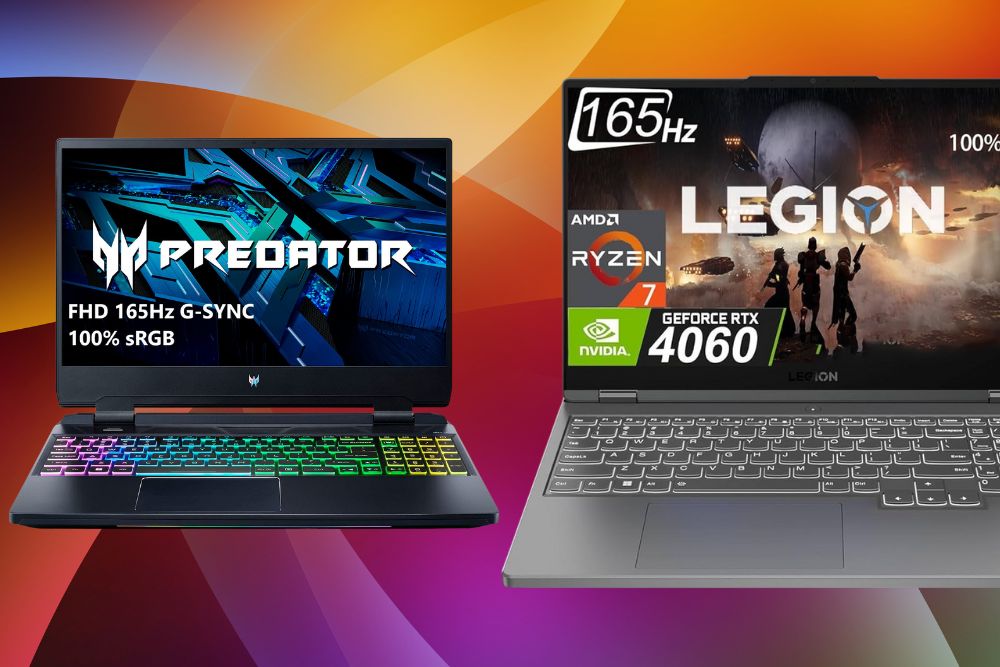 PREDATOR
FHD 165Hz G-SYNC
100% sRGB
165Hz
100%
LEGION
AMD
RYZEN
7
NVIDIA.
GEFORCE RTX
4060
LEGION